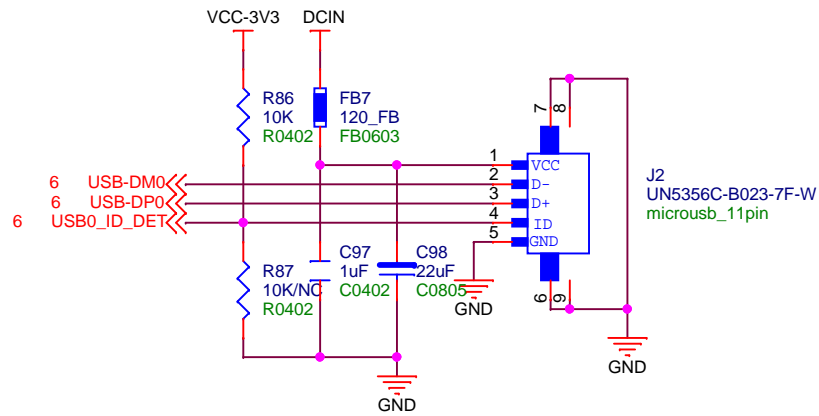 VCC-3V3 DCIN
R86
10K
R0402
FB7
120_FB
FB0603
7
8
1 VCC
6 USB-DM0 2 D-
6 USB-DP0 3 D+
6 USB0_ID_DET 4 ID
5 GND
J2
UN5356C-B023-7F-W
microusb_11pin
R87
10K/NC
R0402
C97
1uF
C0402
C98
22uF
C0805
GND
6
9
GND
GND